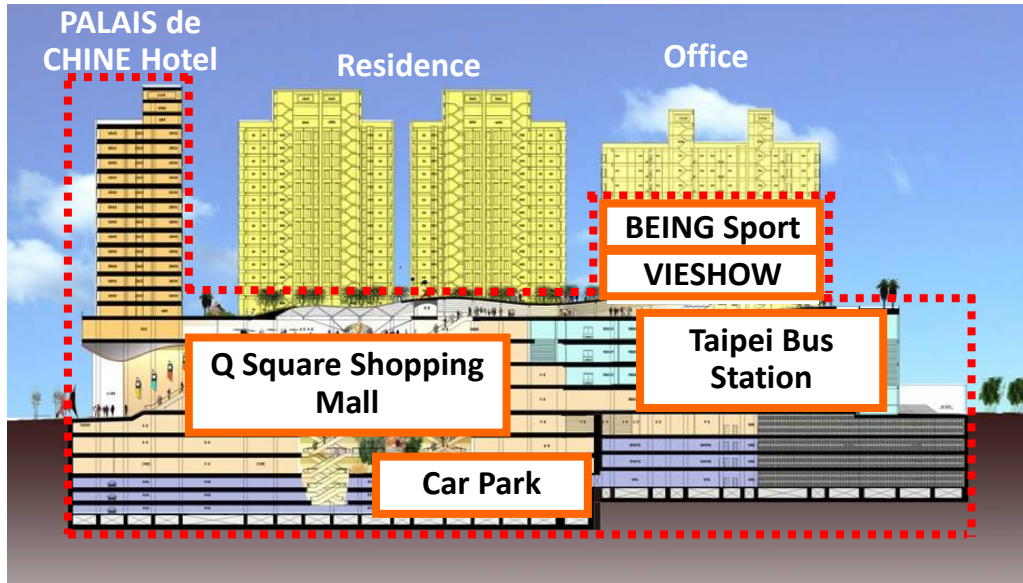 PALAIS de
CHINE Hotel
Residence
Office
BEING Sport
VIESHOW
Taipei Bus
Station
Q Square Shopping
Mall
Car Park